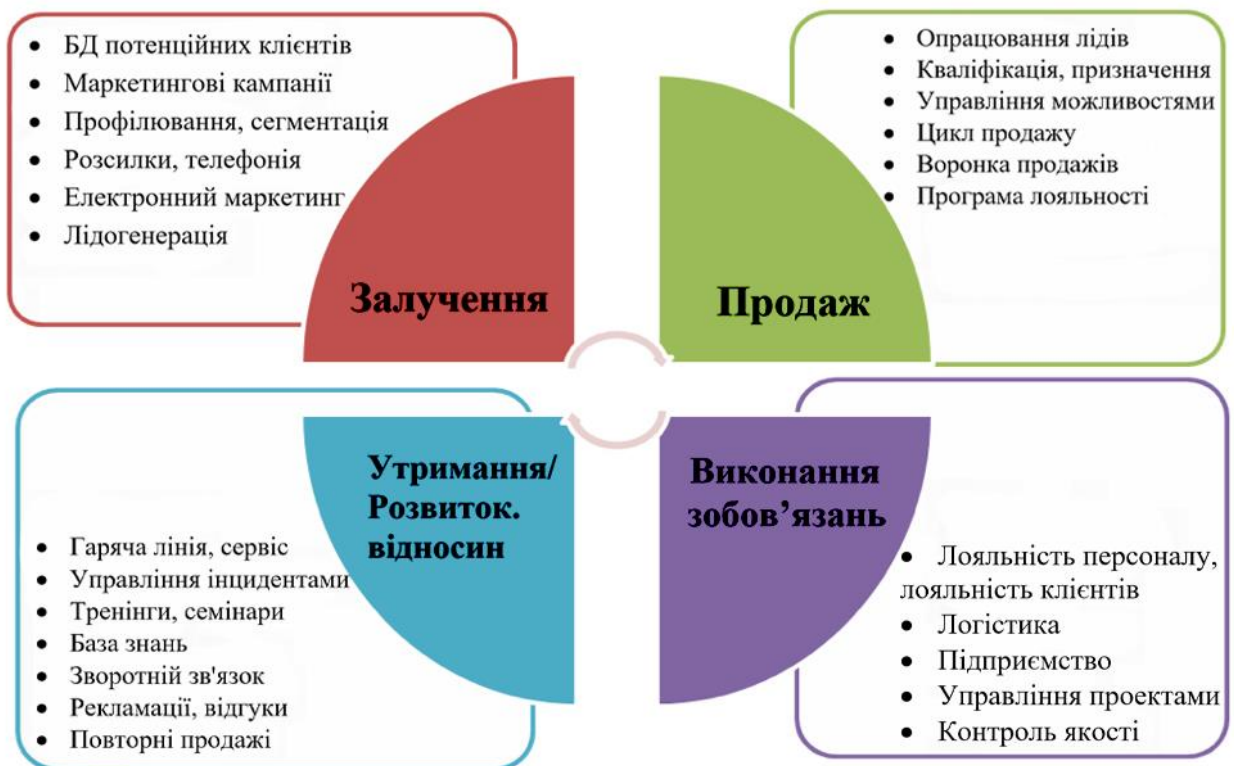 • БД потенційних клієнтів
• Маркетингові кампанії
• Профілювання, сегментація
• Розсилки, телефонія
• Електронний маркетинг
• Лідогенерація
Залучення
• Опрацювання лідів
• Кваліфікація, призначення
• Управління можливостями
• Цикл продажу
• Воронка продажів
• Програма лояльності
Продаж
Утримання/
Розвиток.
відносин
• Гаряча лінія, сервіс
• Управління інцидентами
• Тренінги, семінари
• База знань
• Зворотній зв'язок
• Рекламації, відгуки
• Повторні продажі
Виконання
зобов’язань
• Лояльність персоналу,
лояльність клієнтів
• Логістика
• Підприємство
• Управління проектами
• Контроль якості